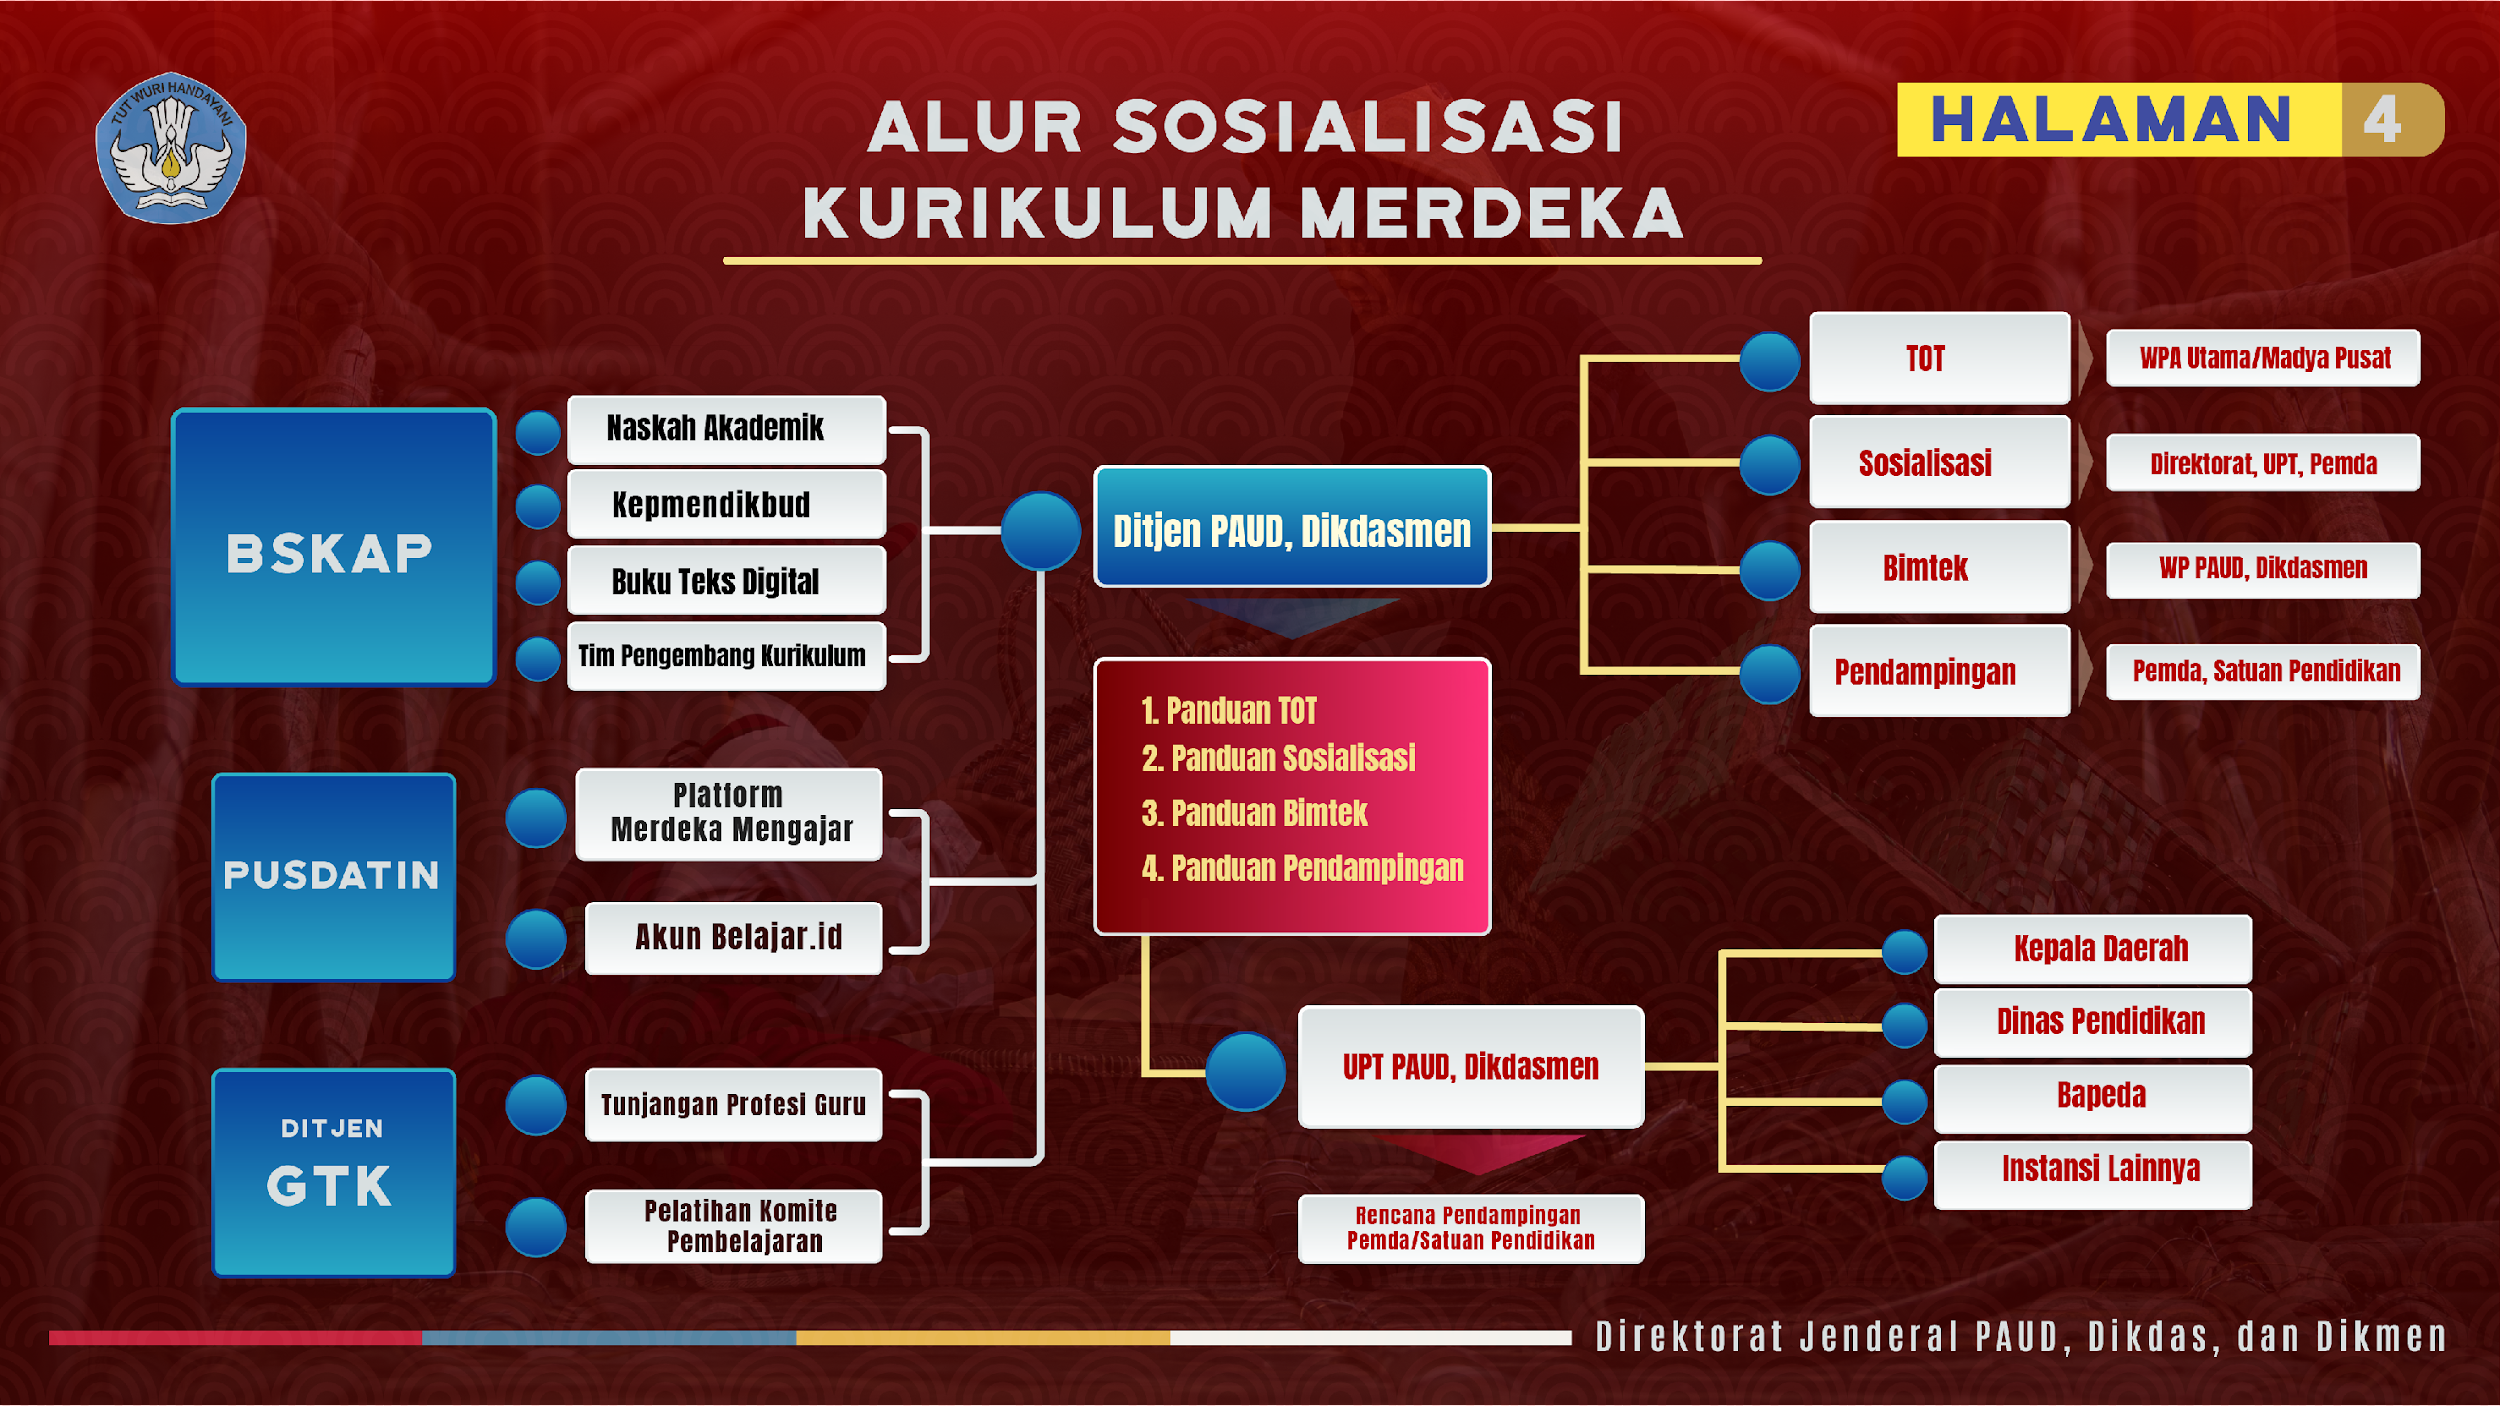 TUT WURI HANDAYANI
ALUR SOSIALISASI
KURIKULUM MERDEKA
HALAMAN 4
BSKAP
Naskah Akademik
Kepmendikbud
Buku Teks Digital
Tim Pengembang Kurikulum
PUSDATIN
Platform
Merdeka Mengajar
Akun Belajar.id
DITJEN
GTK
Tunjangan Profesi Guru
Pelatihan Komite
Pembelajaran
Ditjen PAUD, Dikdasmen
1. Panduan TOT
2. Panduan Sosialisasi
3. Panduan Bimtek
4. Panduan Pendampingan
TOT
WPA Utama/Madya Pusat
Sosialisasi
Direktorat, UPT, Pemda
Bimtek
WP PAUD, Dikdasmen
Pendampingan
Pemda, Satuan Pendidikan
UPT PAUD, Dikdasmen
Rencana Pendampingan
Pemda/Satuan Pendidikan
Kepala Daerah
Dinas Pendidikan
Bapeda
Instansi Lainnya
Direktorat Jenderal PAUD, Dikdas, dan Dikmen